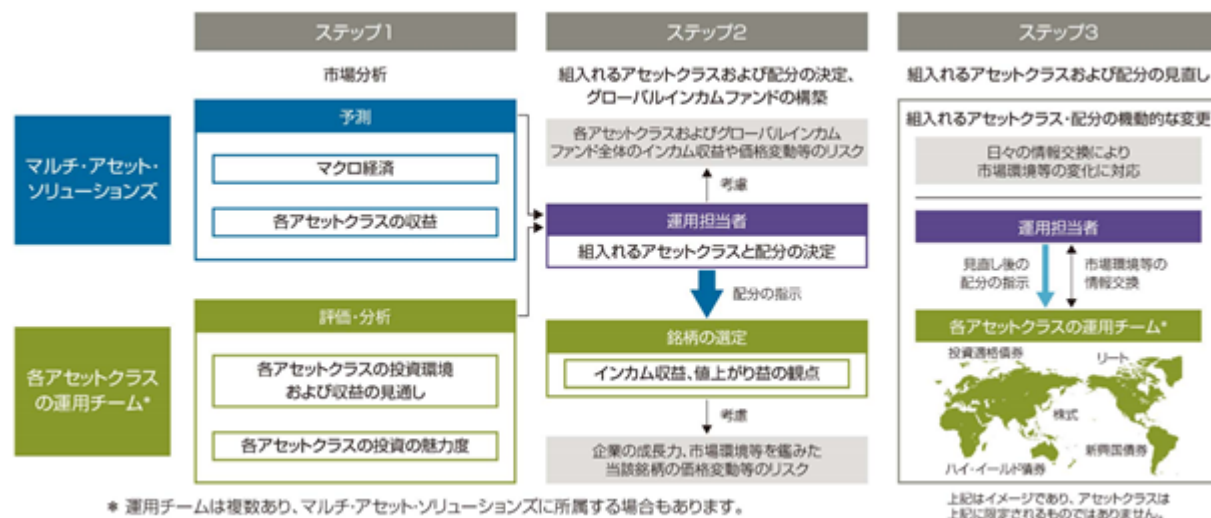 ステップ1
市場分析
マルチ・アセット・
ソリューションズ
予測
マクロ経済
各アセットクラスの収益
各アセットクラス
の運用チーム*
評価・分析
各アセットクラスの投資環境
および収益の見通し
各アセットクラスの投資の魅力度
ステップ2
組入れるアセットクラスおよび配分の決定、
グローバルインカムファンドの構築
各アセットクラスおよびグローバルインカム
ファンド全体のインカム収益や価格変動等のリスク
考慮
運用担当者
組入れるアセットクラスと配分の決定
配分の指示
銘柄の選定
インカム収益、値上がり益の観点
考慮
企業の成長力、市場環境等を鑑みた
当該銘柄の価格変動等のリスク
ステップ3
組入れるアセットクラスおよび配分の見直し
組入れるアセットクラス・配分の機動的な変更
日々の情報交換により
市場環境等の変化に対応
運用担当者
見直し後の
配分の指示
市場環境等の
情報交換
各アセットクラスの運用チーム*
投資適格債券
リート
株式
新興国債券
ハイ・イールド債券
* 運用チームは複数あり、マルチ・アセット・ソリューションズに所属する場合もあります。
上記はイメージであり、アセットクラスは
上記に限定されるものではありません。